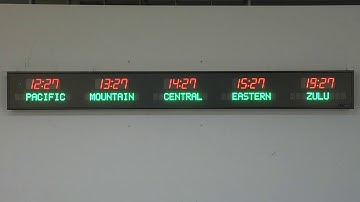 12:27 13:27 14:27 15:27 19:27
PACIFIC MOUNTAIN CENTRAL EASTERN ZULU